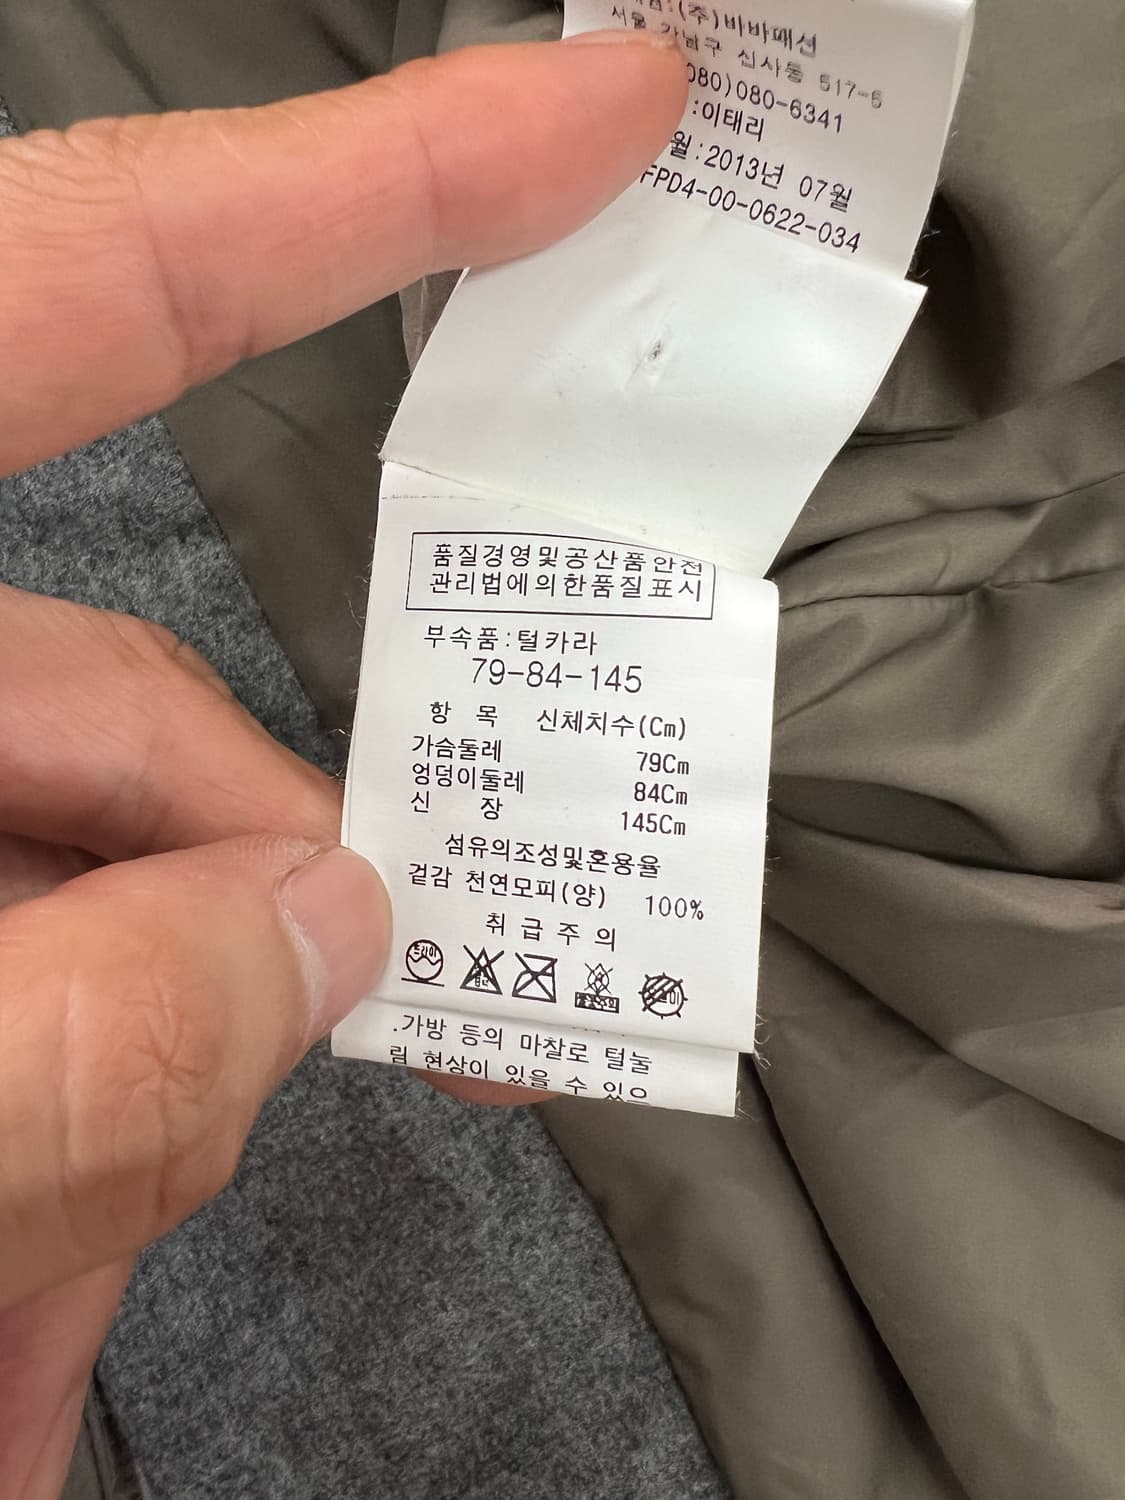 :(주)바바패션
서울 강남구 신사동 517-6
080)080-6341
:이태리
월:2013년 07월
FPD4-00-0622-034
품질경영및공산품안전
관리법에의한품질표시
부속품:털카라
79-84-145
항 목 신체치수(Cm)
가슴둘레 79Cm
엉덩이둘레 84Cm
신 장 145Cm
섬유의조성및혼용율
겉감 천연모피(양) 100%
취 급 주 의
드라이
.가방 등의 마찰로 털눌
림 현상이 있을 수 있으